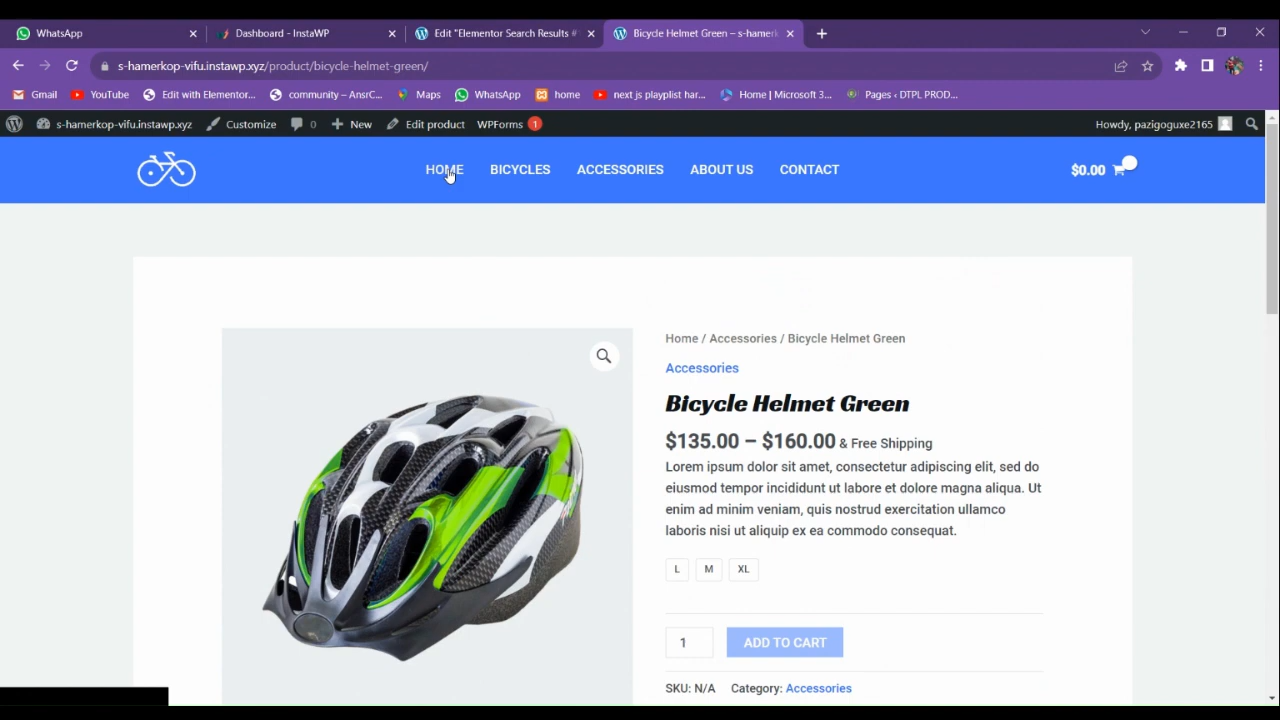 WhatsApp
Dashboard - InstaWP
Edit "Elementor Search Results #
Bicycle Helmet Green – s-hamerk
s-hamerkop-vifu.instawp.xyz/product/bicycle-helmet-green/
Gmail
YouTube
Edit with Elementor...
community – AnsrC...
Maps
WhatsApp
home
next js playplist har...
Home | Microsoft 3...
Pages ‹ DTPL PROD...
s-hamerkop-vifu.instawp.xyz
Customize
0
New
Edit product
WPForms 1
Howdy, pazigoguxe2165
HOME
BICYCLES
ACCESSORIES
ABOUT US
CONTACT
$0.00
Home / Accessories / Bicycle Helmet Green
Accessories
Bicycle Helmet Green
$135.00 – $160.00 & Free Shipping
Lorem ipsum dolor sit amet, consectetur adipiscing elit, sed do
eiusmod tempor incididunt ut labore et dolore magna aliqua. Ut
enim ad minim veniam, quis nostrud exercitation ullamco
laboris nisi ut aliquip ex ea commodo consequat.
L
M
XL
1
ADD TO CART
SKU: N/A Category: Accessories